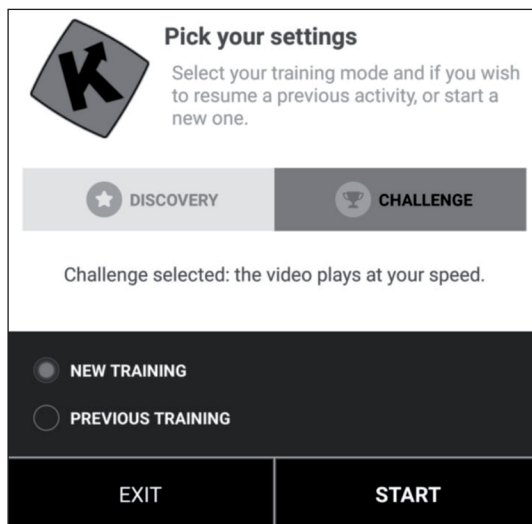 Pick your settings
Select your training mode and if you wish
to resume a previous activity, or start a
new one.
DISCOVERY
CHALLENGE
Challenge selected: the video plays at your speed.
NEW TRAINING
PREVIOUS TRAINING
EXIT
START